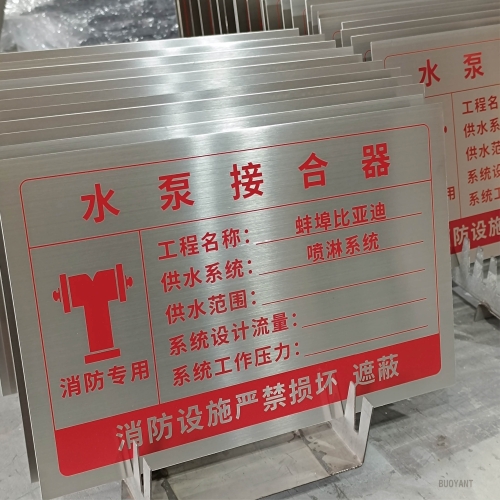 水泵接合器
工程名称：蚌埠比亚迪
供水系统：喷淋系统
供水范围：
系统设计流量：
系统工作压力：
消防专用
消防设施严禁损坏 遮蔽
水泵
工程名
供水系
供水范
系统设
系统工
专用
防设施
BUOYANT